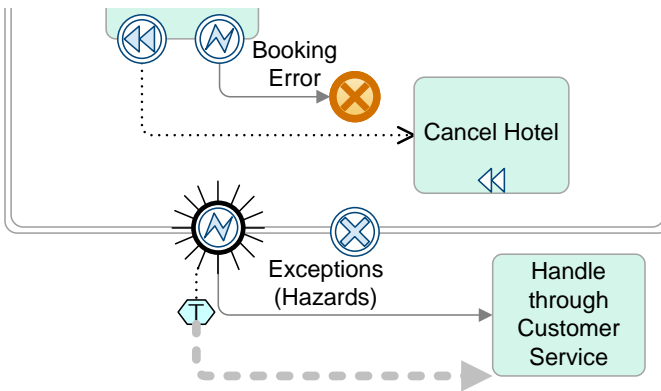 Booking
Error
Cancel Hotel
Exceptions
(Hazards)
Handle
through
Customer
Service
T